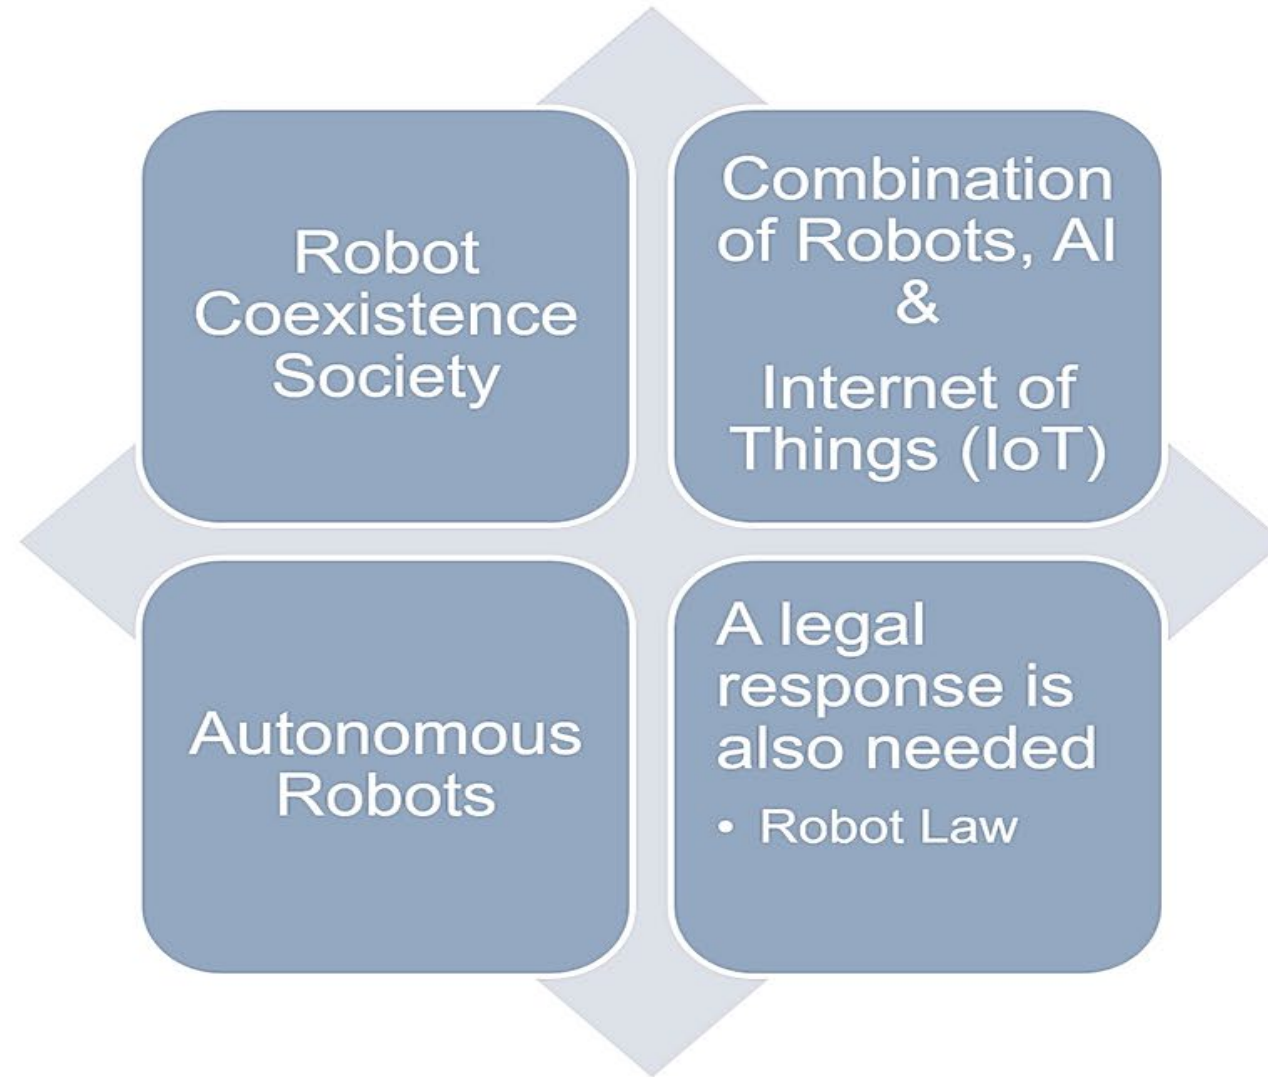 Robot
Coexistence
Society
Combination
of Robots, AI
&
Internet of
Things (IoT)
Autonomous
Robots
A legal
response is
also needed
• Robot Law